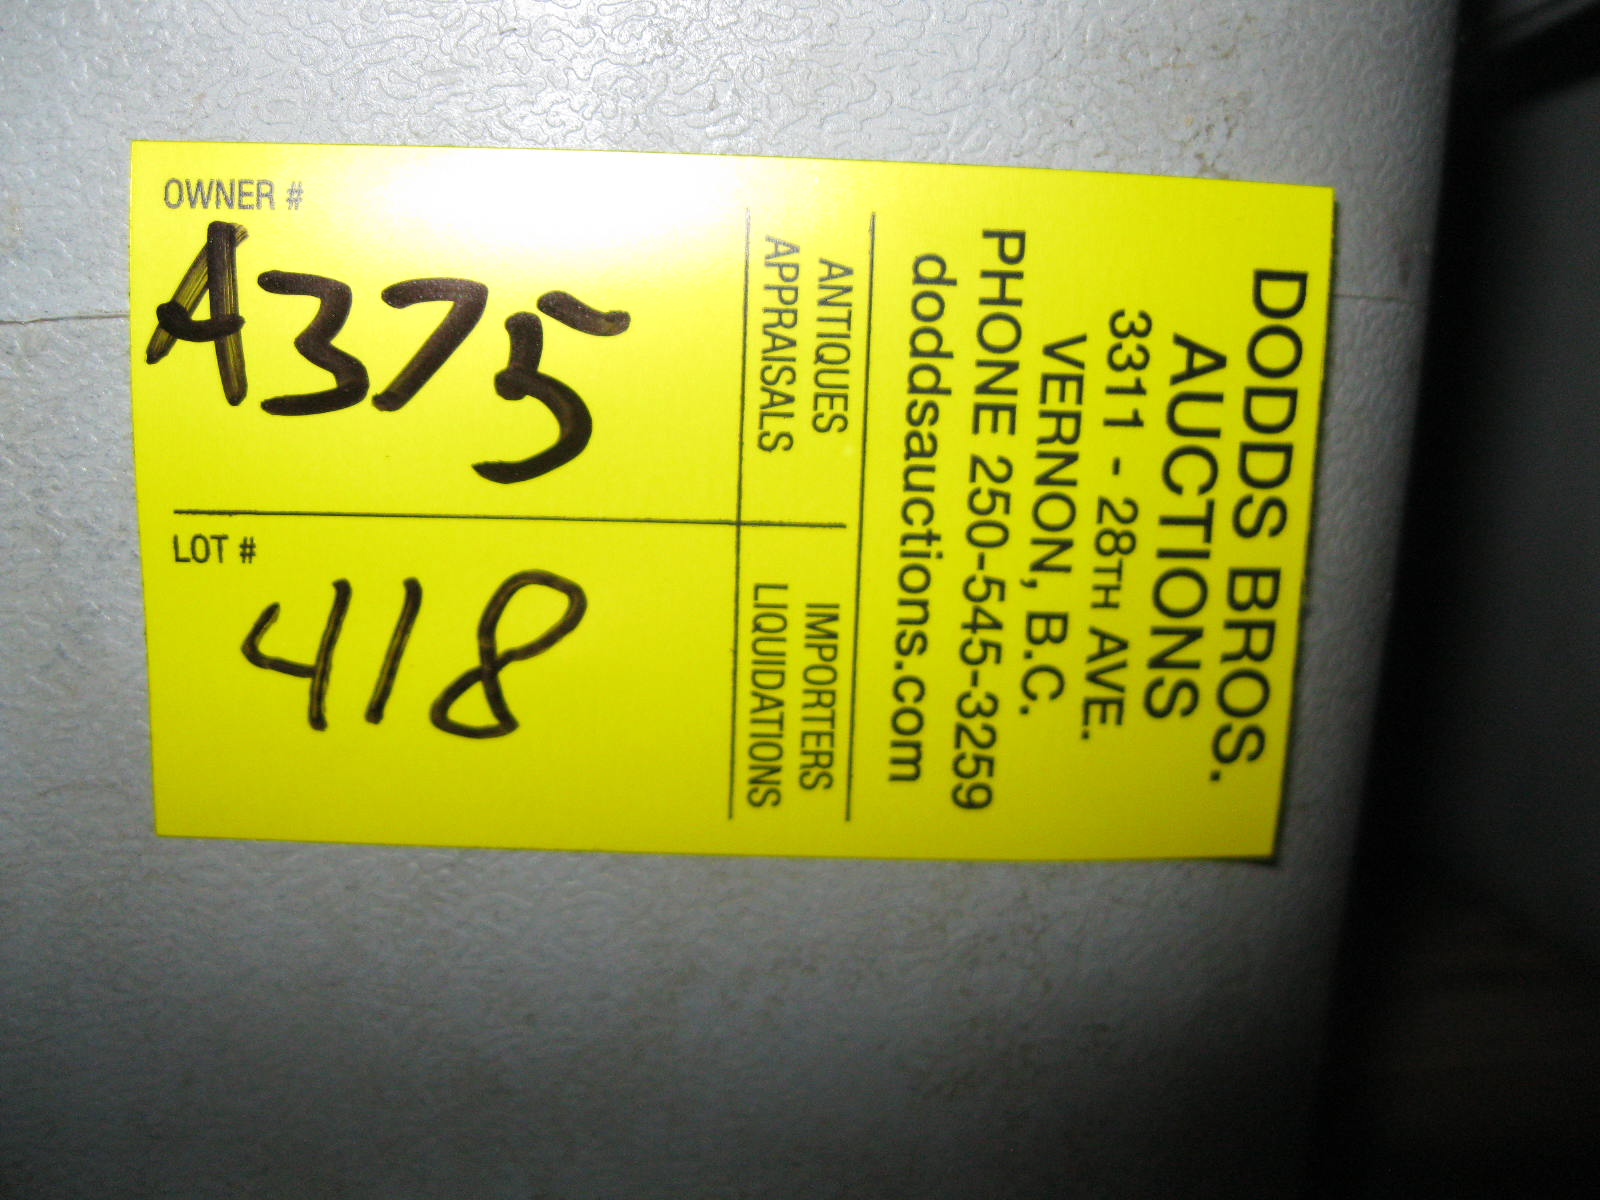 DODDS BROS.
AUCTIONS
3311 - 28TH AVE.
VERNON, B.C.
PHONE 250-545-3259
doddsauctions.com
ANTIQUES
APPRAISALS
IMPORTERS
LIQUIDATIONS
OWNER #
A375
LOT #
418